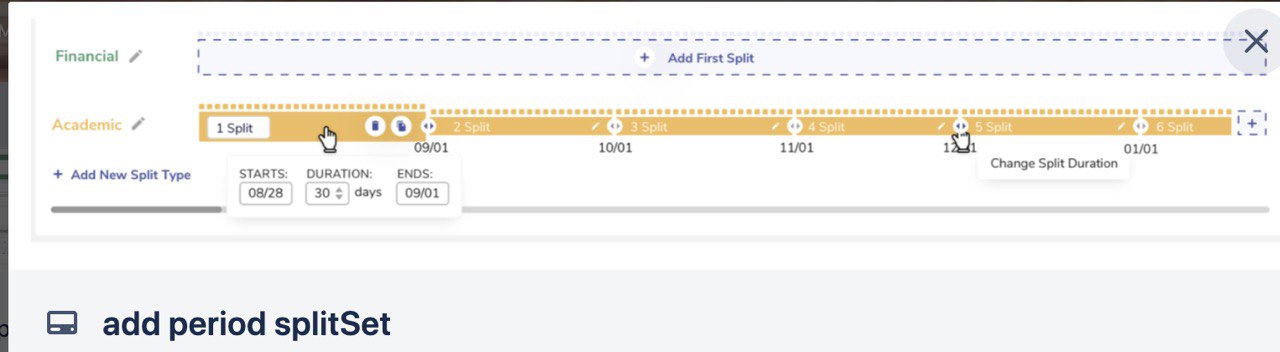 Financial
+ Add First Split
Academic
1 Split
2 Split
3 Split
4 Split
5 Split
6 Split
+
09/01
10/01
11/01
01/01
Change Split Duration
+ Add New Split Type
STARTS: DURATION: ENDS:
08/28 30 days 09/01
add period splitSet